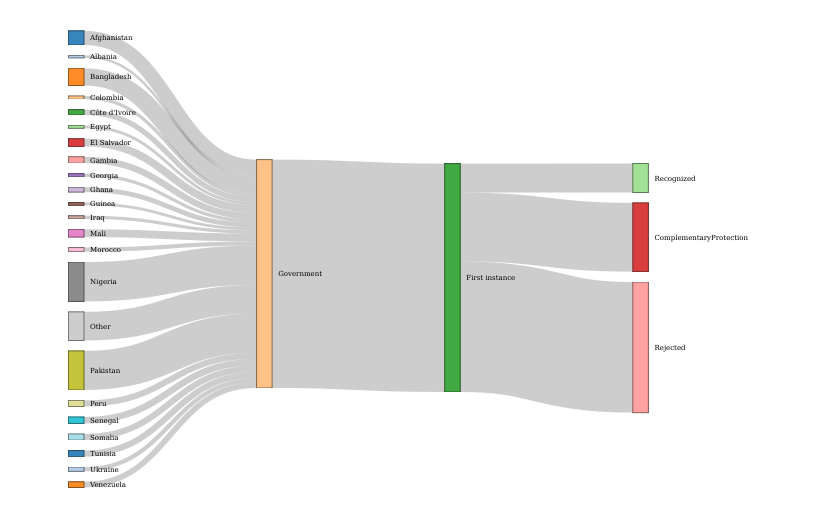 Afghanistan
Albania
Bangladesh
Colombia
Côte d'Ivoire
Egypt
El Salvador
Gambia
Georgia
Ghana
Guinea
Iraq
Mali
Morocco
Nigeria
Other
Pakistan
Peru
Senegal
Somalia
Tunisia
Ukraine
Venezuela
Government
First instance
Recognized
ComplementaryProtection
Rejected